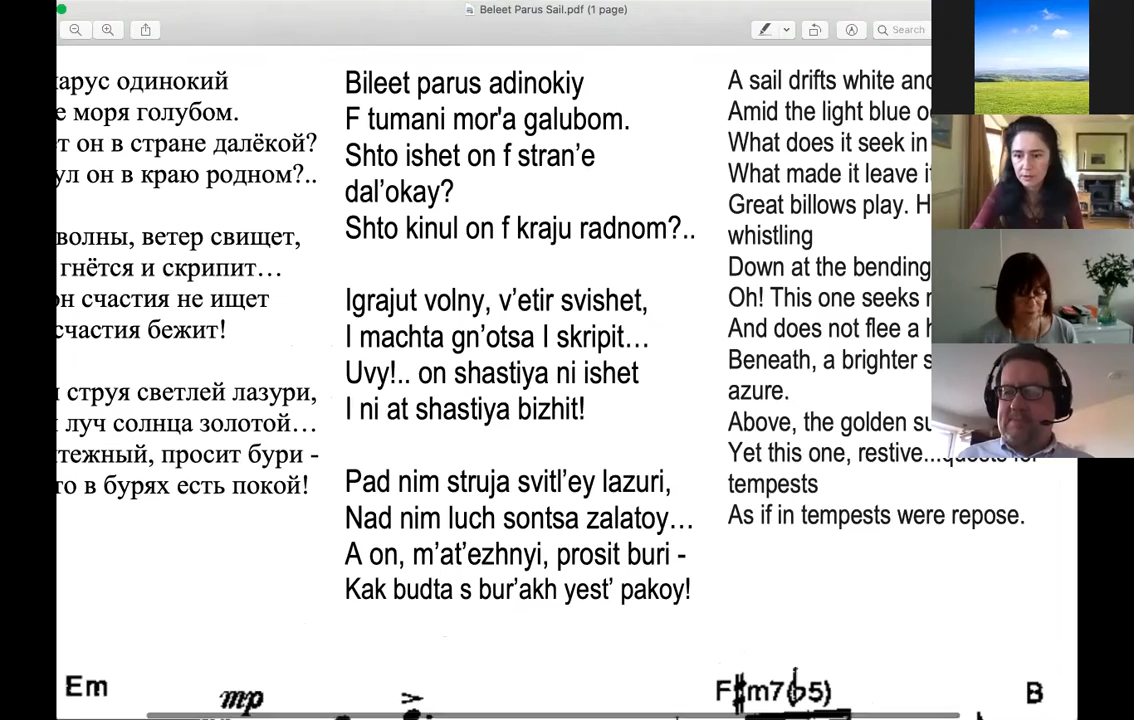 Beleet Parus Sail.pdf (1 page)
Search
парус одинокий
е моря голубом.
ет он в стране далёкой?
ул он в краю родном?..
волны, ветер свищет,
гнётся и скрипит…
он счастия не ищет
счастия бежит!
струя светлей лазури,
луч солнца золотой…
тежный, просит бури -
то в бурях есть покой!
Bileet parus adinokiy
F tumani mor'a galubom.
Shto ishet on f stran’e
dal’okay?
Shto kinul on f kraju radnom?..
Igrajut volny, v’etir svishet,
I machta gn’otsa I skripit…
Uvy!.. on shastiya ni ishet
I ni at shastiya bizhit!
Pad nim struja svitl’ey lazuri,
Nad nim luch sontsa zalatoy…
A on, m’at’ezhnyi, prosit buri -
Kak budta s bur’akh yest’ pakoy!
A sail drifts white and
Amid the light blue o
What does it seek in
What made it leave i
Great billows play. H
whistling
Down at the bending
Oh! This one seeks
And does not flee a
Beneath, a brighter s
azure.
Above, the golden su
Yet this one, restive...quests for
tempests
As if in tempests were repose.
Em
mp
F#m7(b5)
B